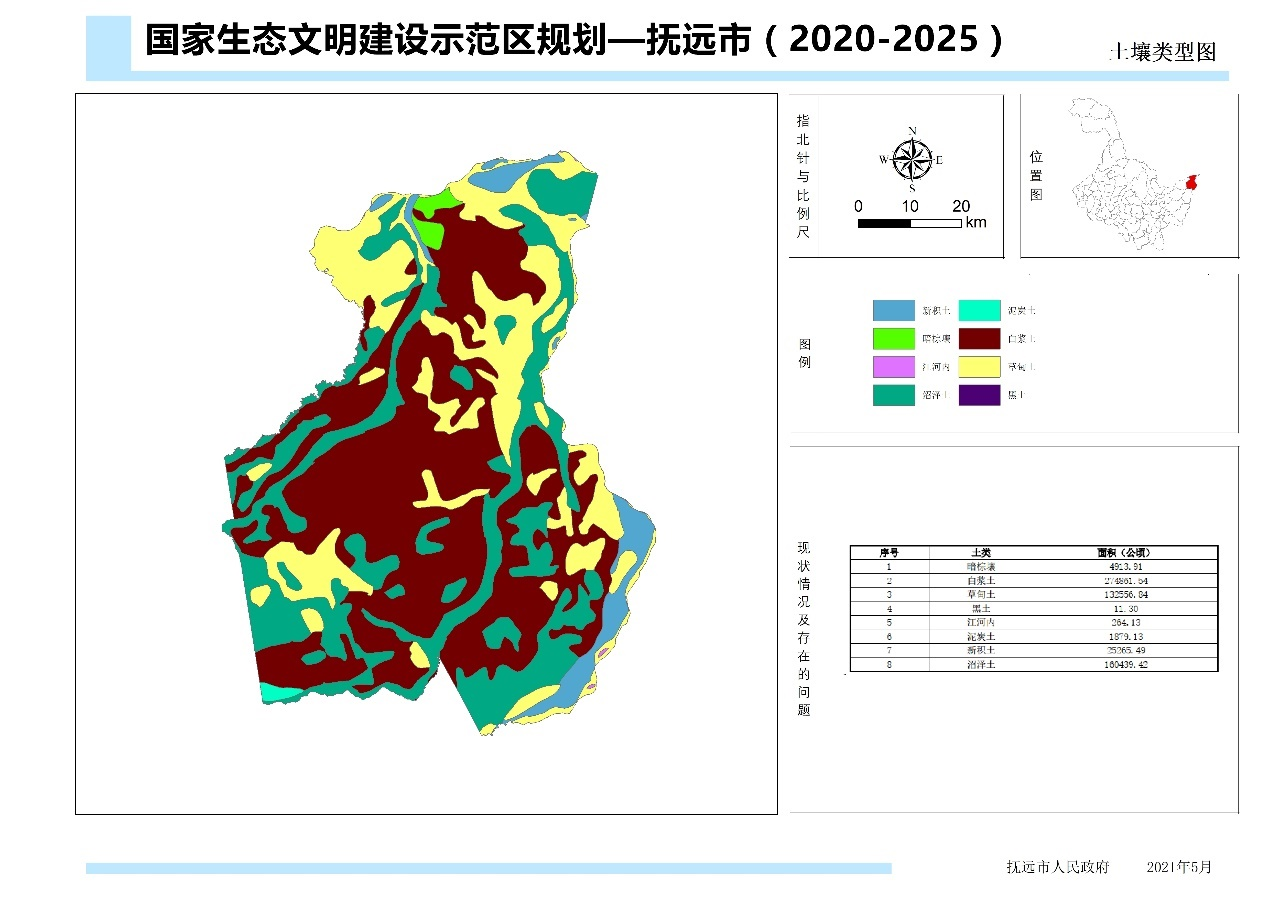 国家生态文明建设示范区规划—抚远市（2020-2025）
土壤类型图
指北针与比例尺
N
W E
S
0 10 20
km
位置图
图例
新积土 泥炭土
暗棕壤 白浆土
江河内 草甸土
沼泽土 黑土
现状情况及存在的问题
序号 土类 面积（公顷）
1 暗棕壤 4913.91
2 白浆土 274861.54
3 草甸土 132556.84
4 黑土 11.30
5 江河内 264.13
6 泥炭土 1879.13
7 新积土 25265.49
8 沼泽土 160439.42
抚远市人民政府 2021年5月